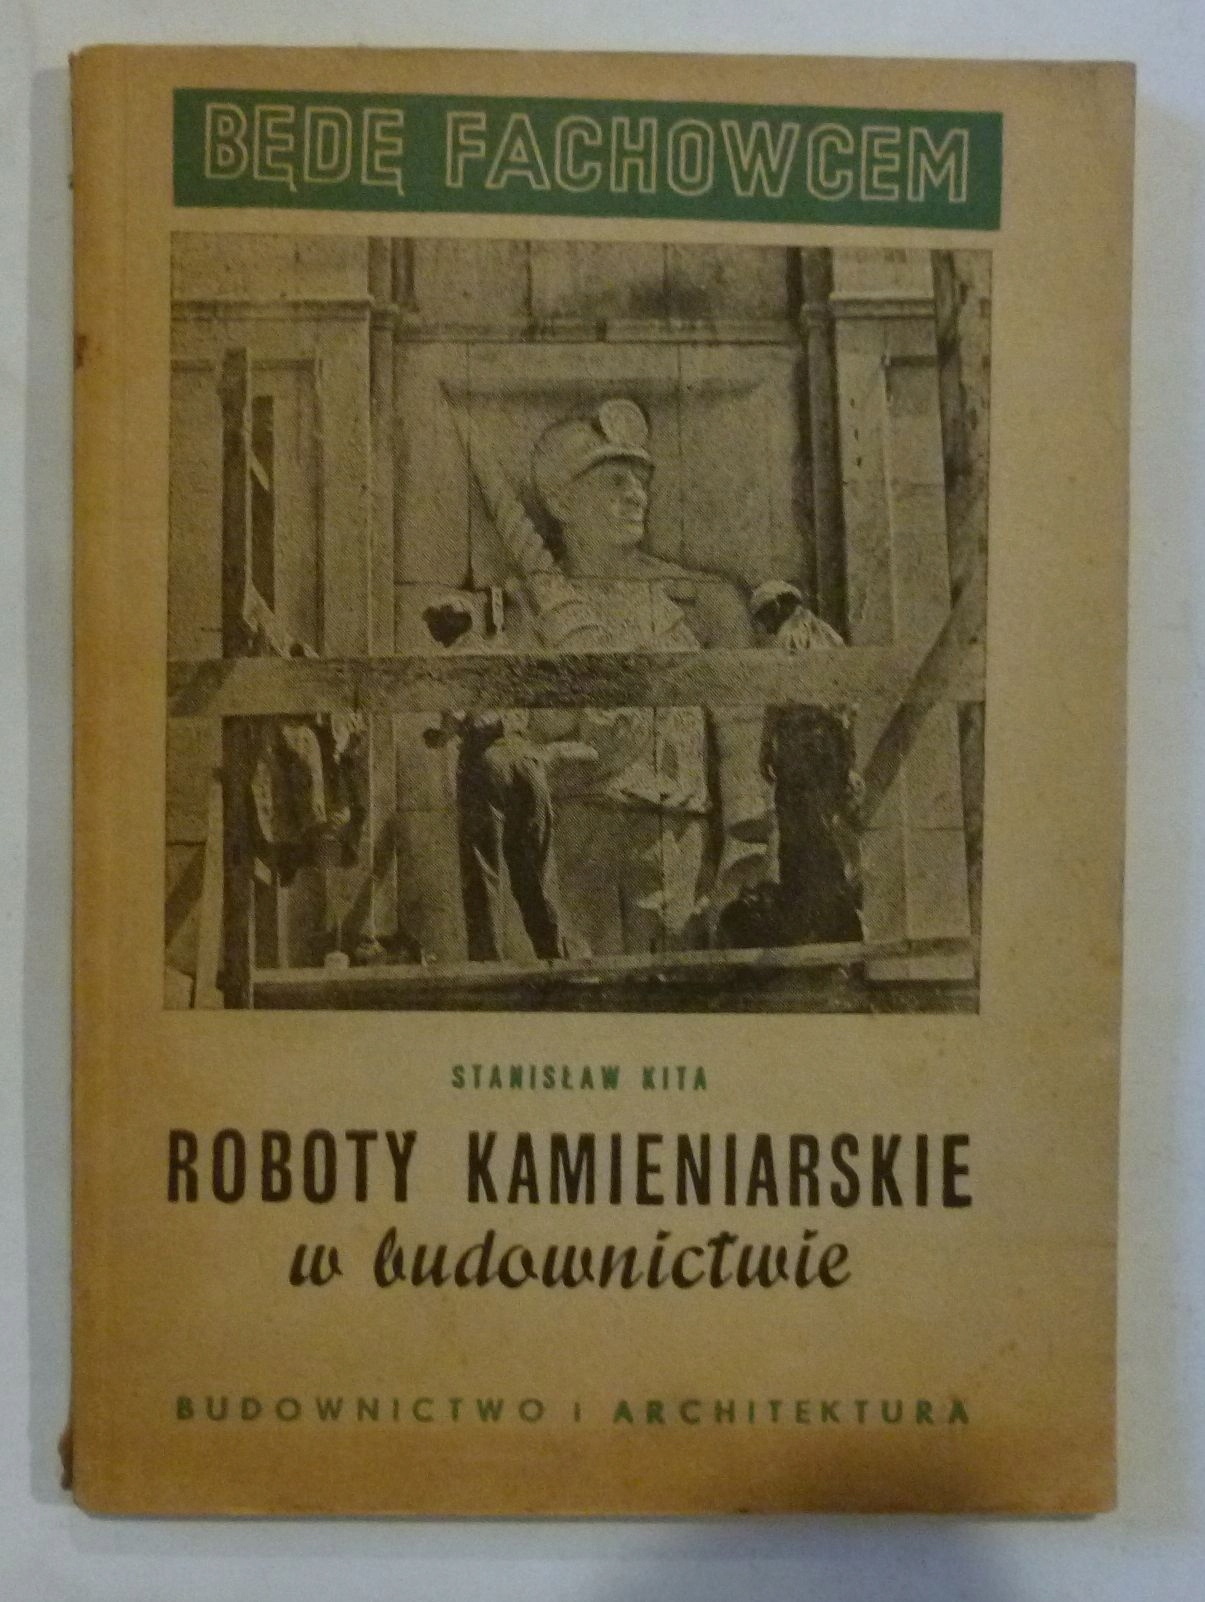 BĘDĘ FACHOWCEM
STANISŁAW KITA
ROBOTY KAMIENIARSKIE
w budownictwie
BUDOWNICTWO I ARCHITEKTURA